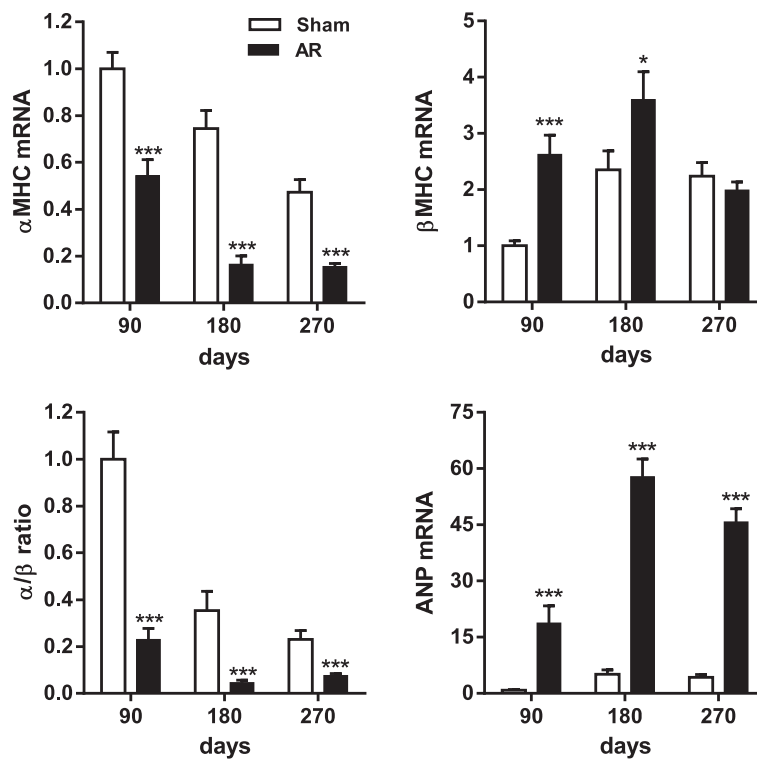 Sham
AR
αMHC mRNA
1.2
1.0
0.8
0.6
0.4
0.2
0.0
***
***
***
90 180 270
days
βMHC mRNA
5
4
3
2
1
0
***
*
90 180 270
days
α/β ratio
1.2
1.0
0.8
0.6
0.4
0.2
0.0
***
***
***
90 180 270
days
ANP mRNA
75
60
45
30
15
0
***
***
***
90 180 270
days